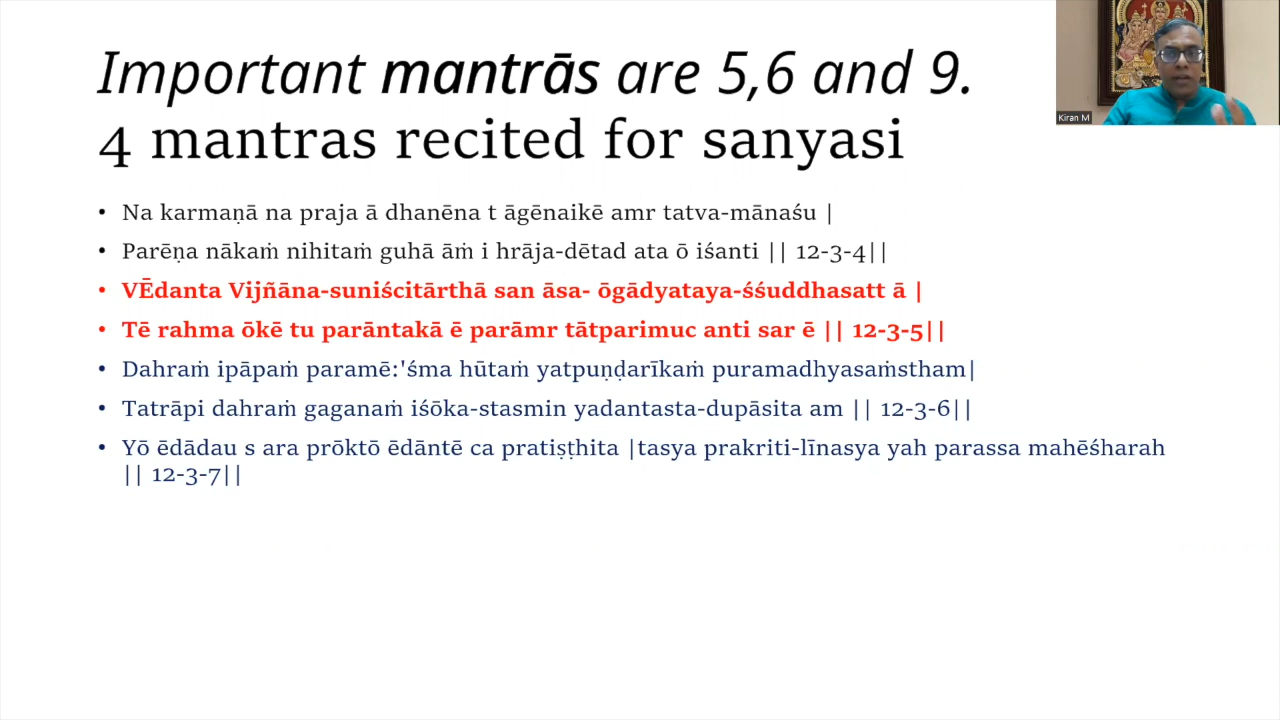 Important mantrās are 5,6 and 9.
4 mantras recited for sanyasi
• Na karmaṇā na praja ā dhanēna t āgēnaikē amr tatva-mānaśu |
• Parēṇa nākaṁ nihitaṁ guhā āṁ i hrāja-dētad ata ō iśanti || 12-3-4||
• VĒdanta Vijñāna-suniścitārthā san āsa- ōgādyataya-śśuddhasatt ā |
• Tē rahma ōkē tu parāntakā ē parāmr tātparimuc anti sar ē || 12-3-5||
• Dahraṁ ipāpaṁ paramē:'śma hūtaṁ yatpuṇḍarīkaṁ puramadhyasaṁstham|
• Tatrāpi dahraṁ gaganaṁ iśōka-stasmin yadantasta-dupāsita am || 12-3-6||
• Yō ēdādau s ara prōktō ēdāntē ca pratiṣṭhita |tasya prakriti-līnasya yah parassa mahēśharah
|| 12-3-7||
Kiran M